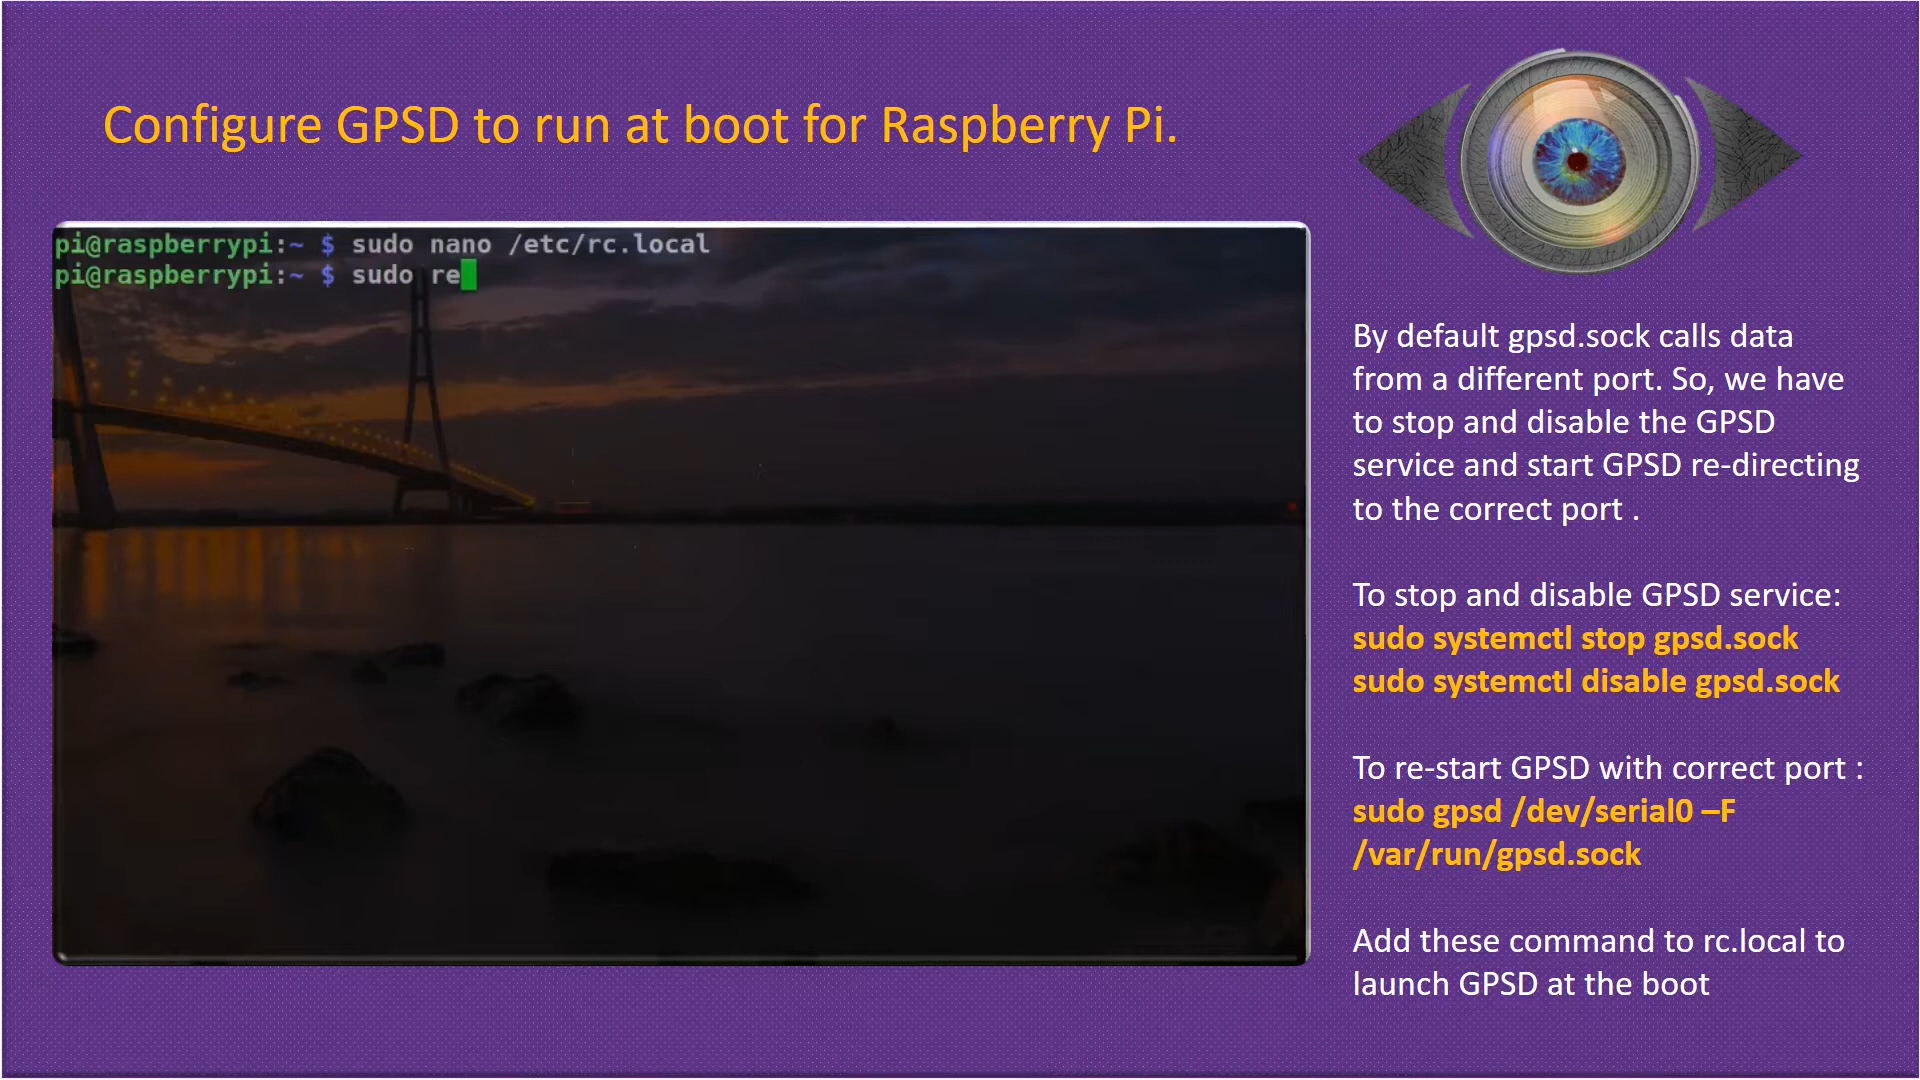 Configure GPSD to run at boot for Raspberry Pi.
pi@raspberrypi:~ $ sudo nano /etc/rc.local
pi@raspberrypi:~ $ sudo re
By default gpsd.sock calls data
from a different port. So, we have
to stop and disable the GPSD
service and start GPSD re-directing
to the correct port .
To stop and disable GPSD service:
sudo systemctl stop gpsd.sock
sudo systemctl disable gpsd.sock
To re-start GPSD with correct port :
sudo gpsd /dev/serial0 –F
/var/run/gpsd.sock
Add these command to rc.local to
launch GPSD at the boot